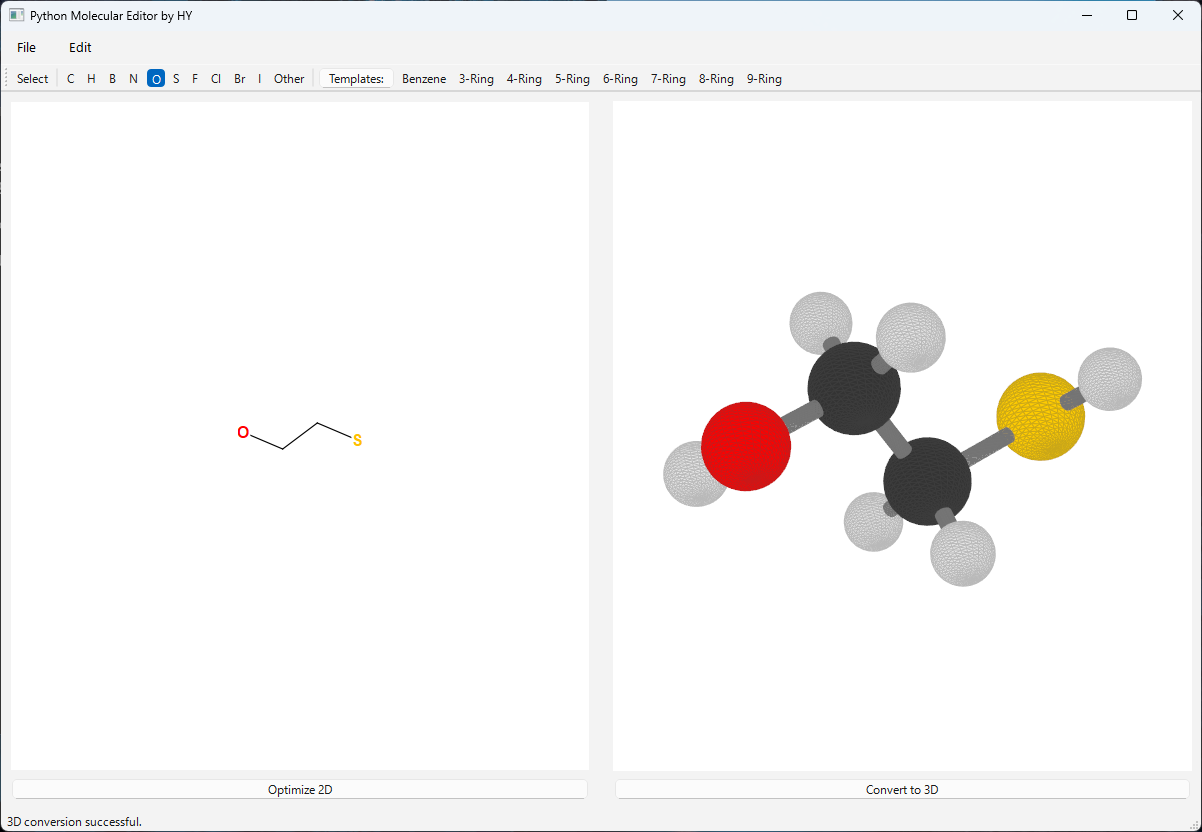 Python Molecular Editor by HY
File Edit
Select C H B N O S F Cl Br I Other Templates: Benzene 3-Ring 4-Ring 5-Ring 6-Ring 7-Ring 8-Ring 9-Ring
O
S
Optimize 2D Convert to 3D
3D conversion successful.